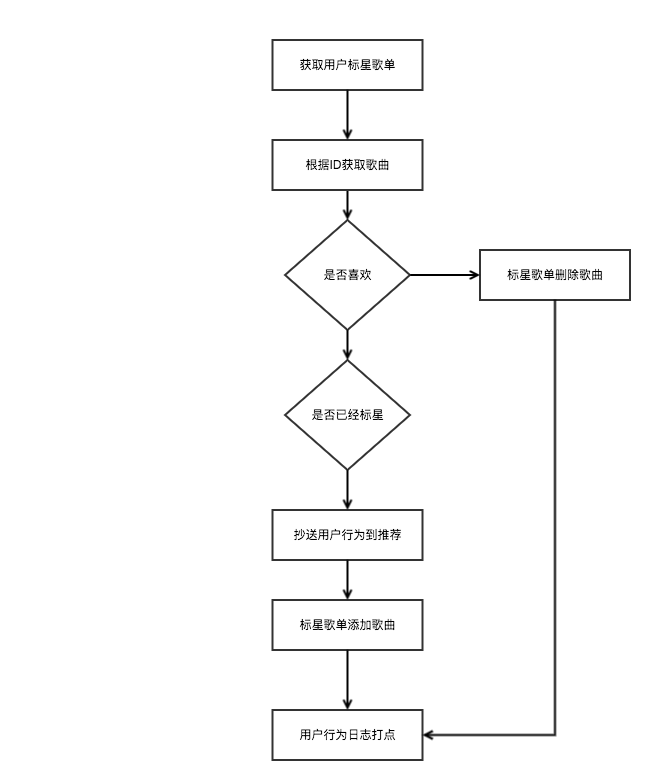 获取用户标星歌单
根据ID获取歌曲
是否喜欢
标星歌单删除歌曲
是否已经标星
抄送用户行为到推荐
标星歌单添加歌曲
用户行为日志打点